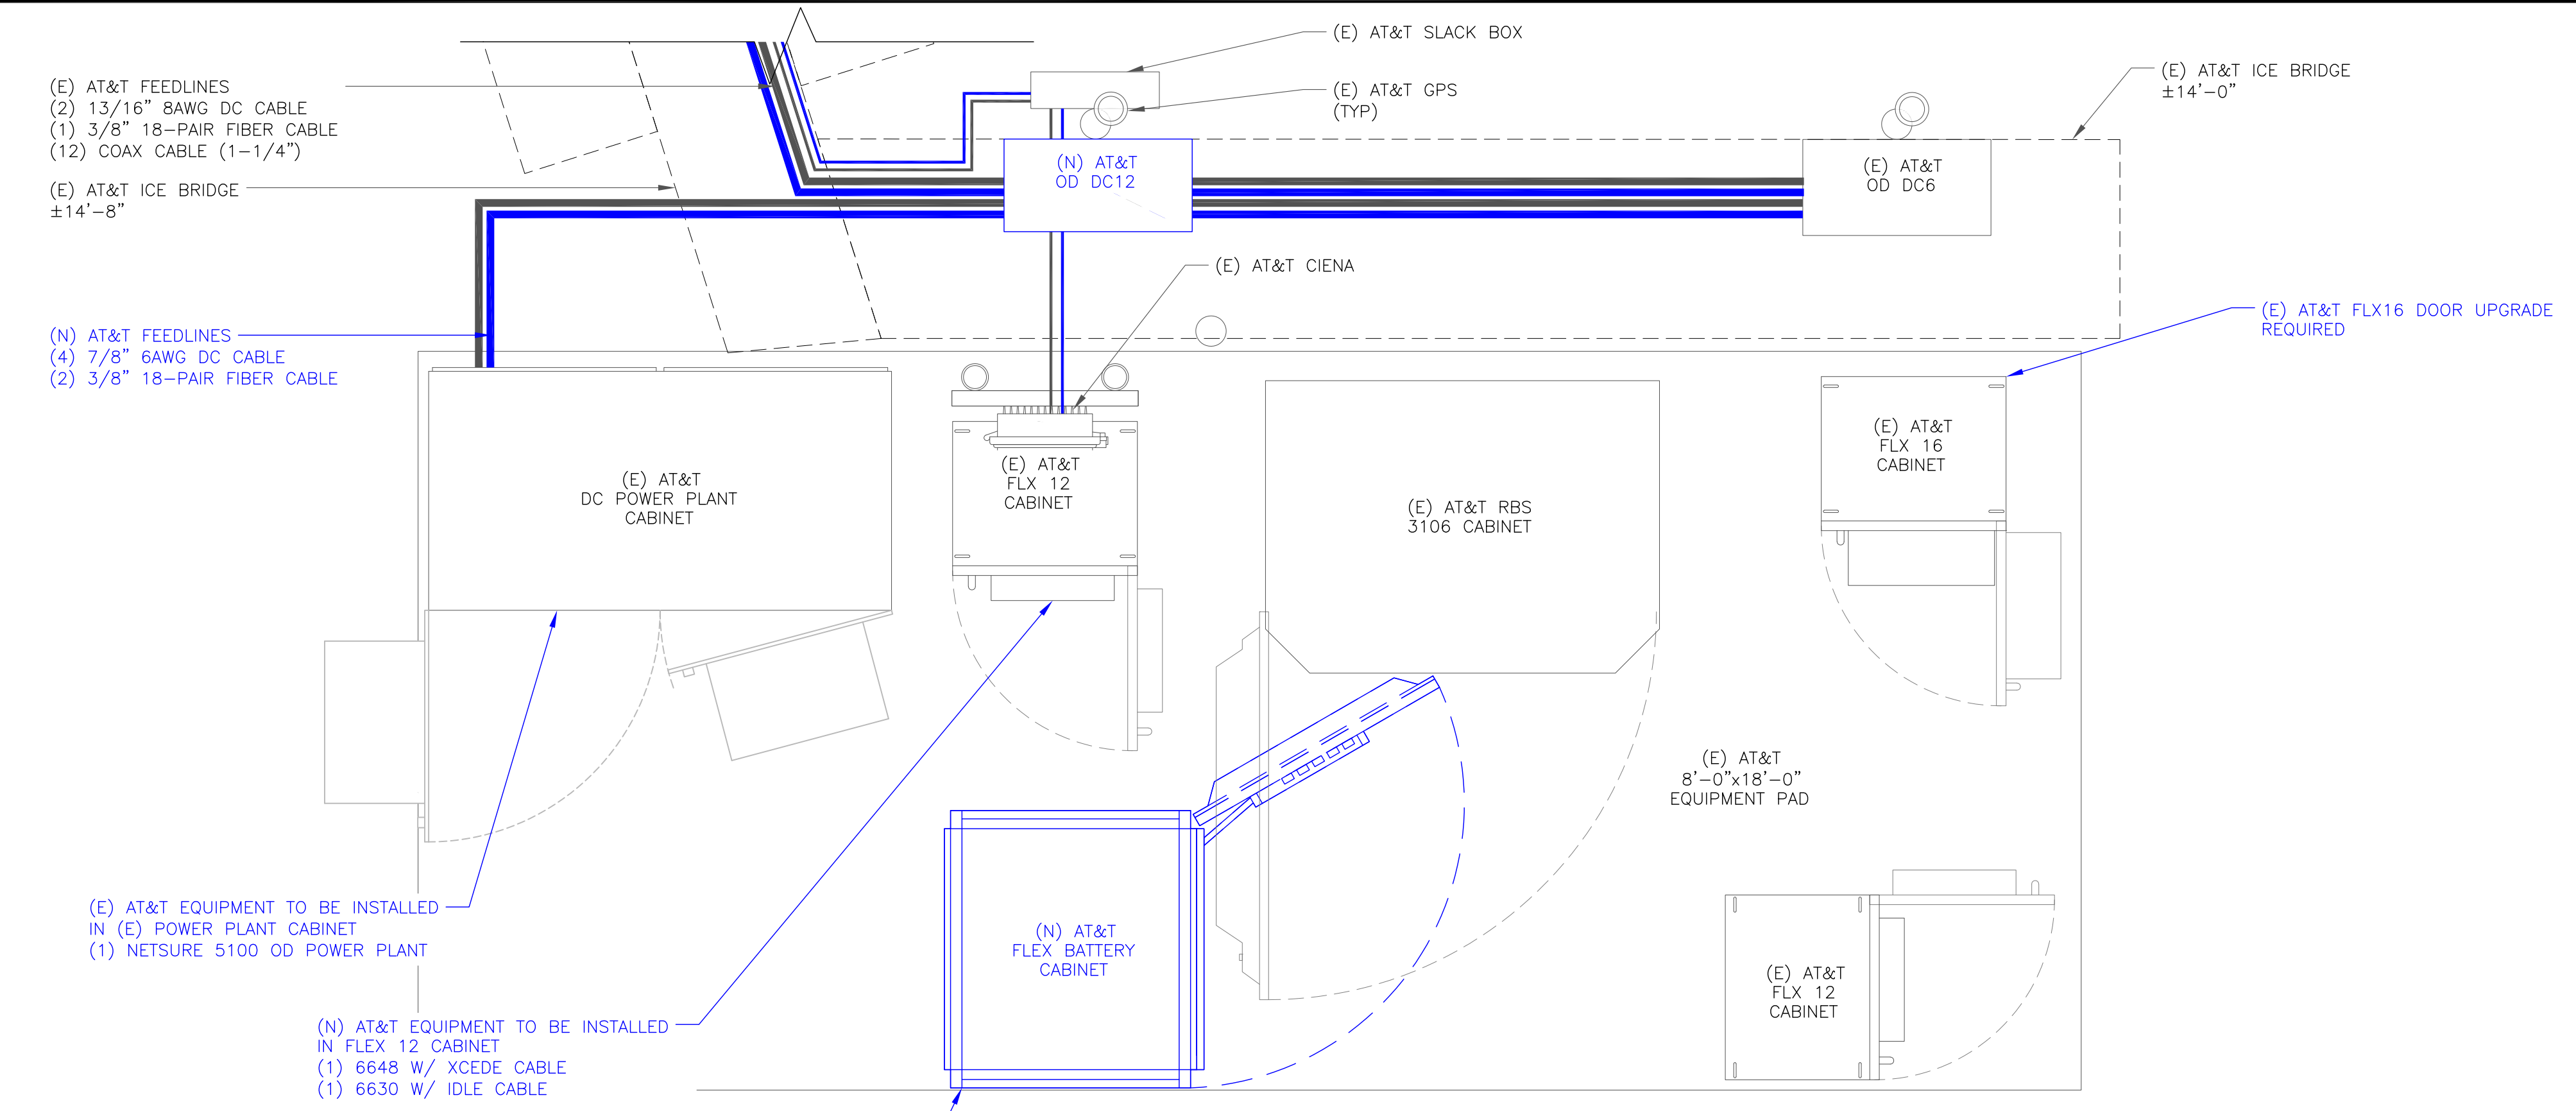 (E) AT&T SLACK BOX
(E) AT&T GPS
(TYP)
(E) AT&T ICE BRIDGE
±14'-0"
(E) AT&T FEEDLINES
(2) 13/16" 8AWG DC CABLE
(1) 3/8" 18-PAIR FIBER CABLE
(12) COAX CABLE (1-1/4")
(E) AT&T ICE BRIDGE
±14'-8"
(N) AT&T
OD DC12
(E) AT&T
OD DC6
(E) AT&T CIENA
(N) AT&T FEEDLINES
(4) 7/8" 6AWG DC CABLE
(2) 3/8" 18-PAIR FIBER CABLE
(E) AT&T FLX16 DOOR UPGRADE
REQUIRED
(E) AT&T
DC POWER PLANT
CABINET
(E) AT&T
FLX 12
CABINET
(E) AT&T RBS
3106 CABINET
(E) AT&T
FLX 16
CABINET
(E) AT&T
8'-0"x18'-0"
EQUIPMENT PAD
(E) AT&T EQUIPMENT TO BE INSTALLED
IN (E) POWER PLANT CABINET
(1) NETSURE 5100 OD POWER PLANT
(N) AT&T
FLEX BATTERY
CABINET
(E) AT&T
FLX 12
CABINET
(N) AT&T EQUIPMENT TO BE INSTALLED
IN FLEX 12 CABINET
(1) 6648 W/ XCEDE CABLE
(1) 6630 W/ IDLE CABLE